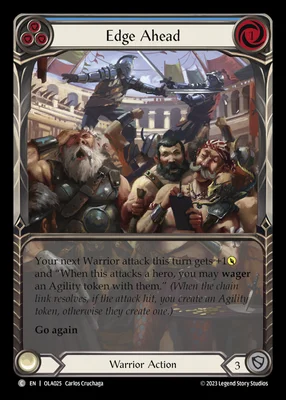 1
Edge Ahead
Your next Warrior attack this turn gets +1
and "When this attacks a hero, you may wager
an Agility token with them." (When the chain
link resolves, if the attack hit, you create an Agility
token, otherwise they create one.)
Go again
Warrior Action
3
C EN | OLA025 Carlos Cruchaga
© 2023 Legend Story Studios